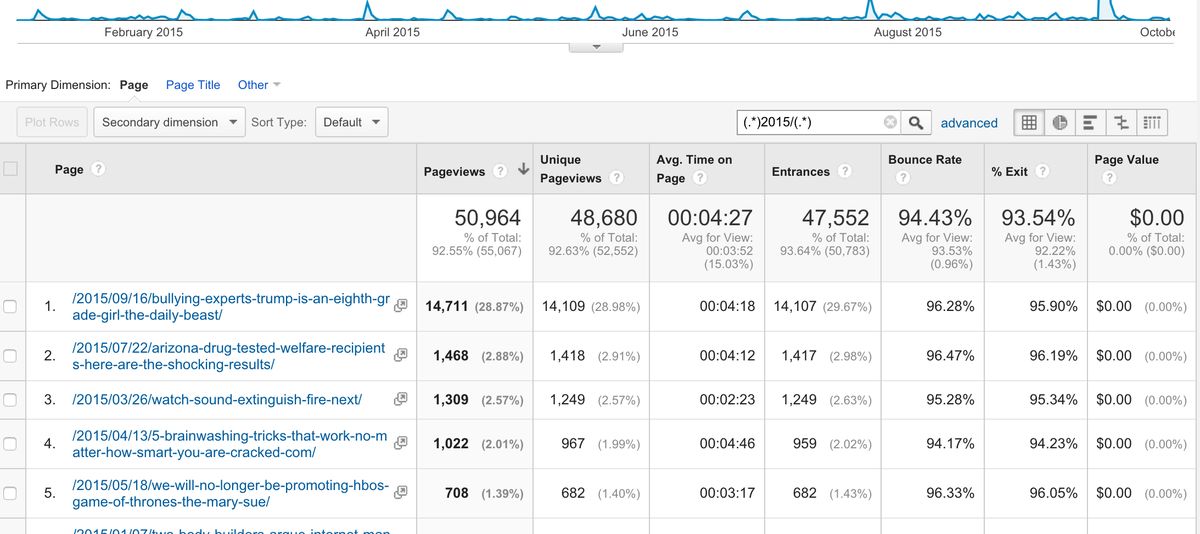 February 2015 April 2015 June 2015 August 2015 Octobe
Primary Dimension: Page Page Title Other
Plot Rows Secondary dimension Sort Type: Default (.*)2015/(.*) advanced
Page ? Pageviews ? Unique Pageviews ? Avg. Time on Page ? Entrances ? Bounce Rate ? % Exit ? Page Value ?
50,964 48,680 00:04:27 47,552 94.43% 93.54% $0.00
% of Total: 92.55% (55,067) % of Total: 92.63% (52,552) Avg for View: 00:03:52 (15.03%) % of Total: 93.64% (50,783) Avg for View: 93.53% (0.96%) Avg for View: 92.22% (1.43%) % of Total: 0.00% ($0.00)
1. /2015/09/16/bullying-experts-trump-is-an-eighth-gr
ade-girl-the-daily-beast/
14,711 (28.87%) 14,109 (28.98%) 00:04:18 14,107 (29.67%) 96.28% 95.90% $0.00 (0.00%)
2. /2015/07/22/arizona-drug-tested-welfare-recipient
s-here-are-the-shocking-results/
1,468 (2.88%) 1,418 (2.91%) 00:04:12 1,417 (2.98%) 96.47% 96.19% $0.00 (0.00%)
3. /2015/03/26/watch-sound-extinguish-fire-next/
1,309 (2.57%) 1,249 (2.57%) 00:02:23 1,249 (2.63%) 95.28% 95.34% $0.00 (0.00%)
4. /2015/04/13/5-brainwashing-tricks-that-work-no-m
atter-how-smart-you-are-cracked-com/
1,022 (2.01%) 967 (1.99%) 00:04:46 959 (2.02%) 94.17% 94.23% $0.00 (0.00%)
5. /2015/05/18/we-will-no-longer-be-promoting-hbos-
game-of-thrones-the-mary-sue/
708 (1.39%) 682 (1.40%) 00:03:17 682 (1.43%) 96.33% 96.05% $0.00 (0.00%)
/2015/01/07/two-body-builders-argue-internet-man